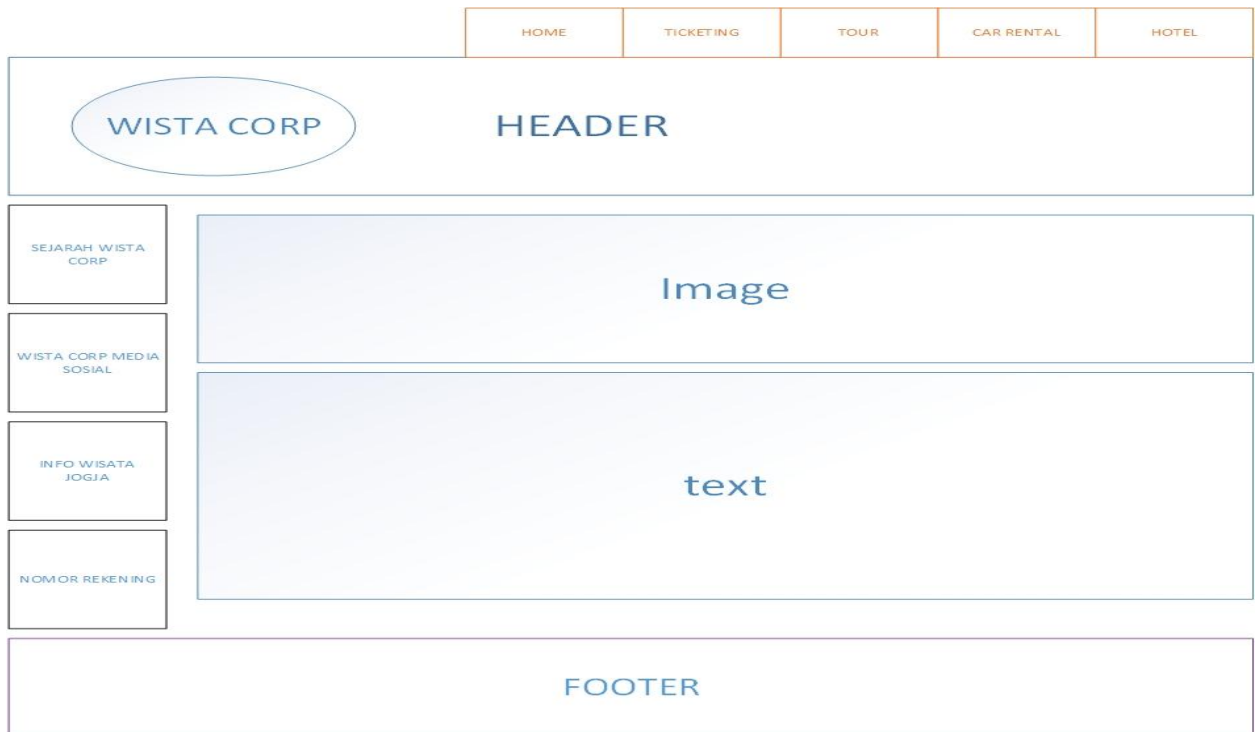 HOME
TICKETING
TOUR
CAR RENTAL
HOTEL
WISTA CORP
HEADER
SEJARAH WISTA
CORP
Image
WISTA CORP MEDIA
SOSIAL
text
INFO WISATA
JOGJA
NOMOR REKENING
FOOTER